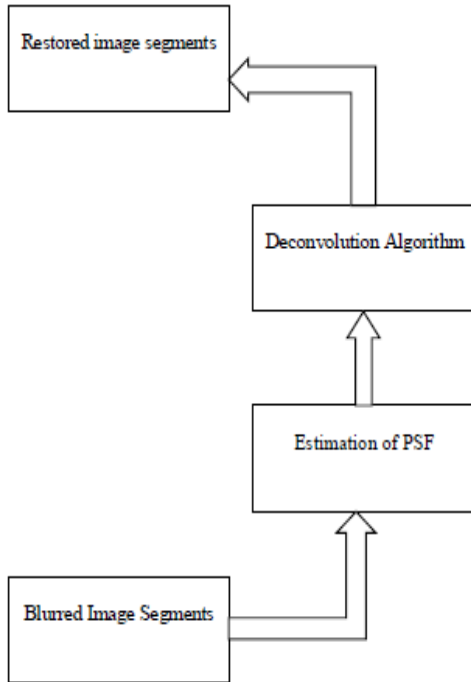 Restored image segments
Deconvolution Algorithm
Estimation of PSF
Blurred Image Segments